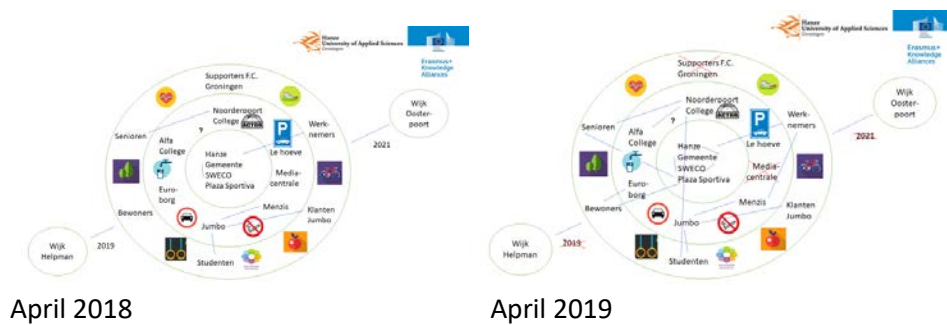 Hanze
University of Applied Sciences
Groningen
Erasmus+
Knowledge
Alliances
Supporters F.C.
Groningen
Wijk
Ooster-
poort
Noorderpoort
College
ACTON
?
P
Werk-
nemers
Senioren
Alfa
College
Hanze
Gemeente
SWECO
Plaza Sportiva
Le hoeve
2021
Media-
centrale
Euro-
borg
Menzis
Bewoners
Klanten
Jumbo
Jumbo
Wijk
Helpman
2019
Studenten
April 2018
Hanze
University of Applied Sciences
Groningen
Erasmus+
Knowledge
Alliances
Supporters F.C.
Groningen
Wijk
Ooster-
poort
Noorderpoort
College
?
P
Werk-
nemers
Senioren
Alfa
College
Hanze
Gemeente
SWECO
Plaza Sportiva
Le hoeve
2021
Media-
centrale
Euro-
borg
Menzis
Bewoners
Klanten
Jumbo
Jumbo
Wijk
Helpman
2019
Studenten
April 2019